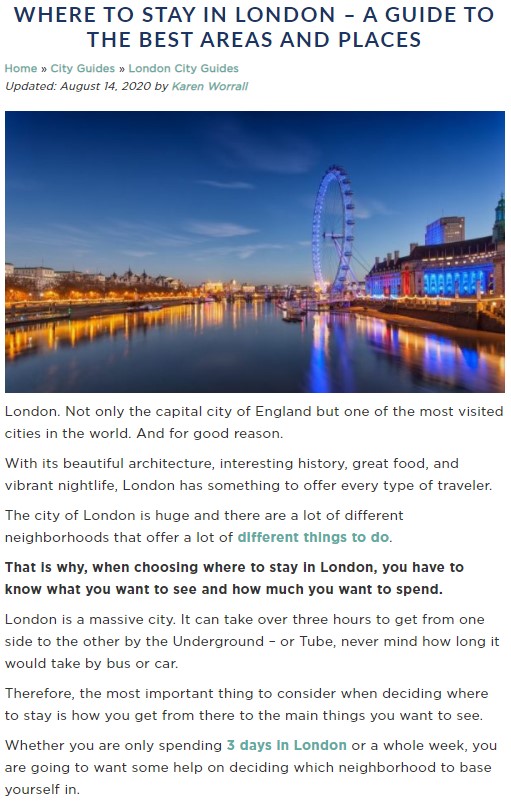 WHERE TO STAY IN LONDON – A GUIDE TO
THE BEST AREAS AND PLACES
Home » City Guides » London City Guides
Updated: August 14, 2020 by Karen Worrall
London. Not only the capital city of England but one of the most visited
cities in the world. And for good reason.
With its beautiful architecture, interesting history, great food, and
vibrant nightlife, London has something to offer every type of traveler.
The city of London is huge and there are a lot of different
neighborhoods that offer a lot of different things to do.
That is why, when choosing where to stay in London, you have to
know what you want to see and how much you want to spend.
London is a massive city. It can take over three hours to get from one
side to the other by the Underground – or Tube, never mind how long it
would take by bus or car.
Therefore, the most important thing to consider when deciding where
to stay is how you get from there to the main things you want to see.
Whether you are only spending 3 days in London or a whole week, you
are going to want some help on deciding which neighborhood to base
yourself in.